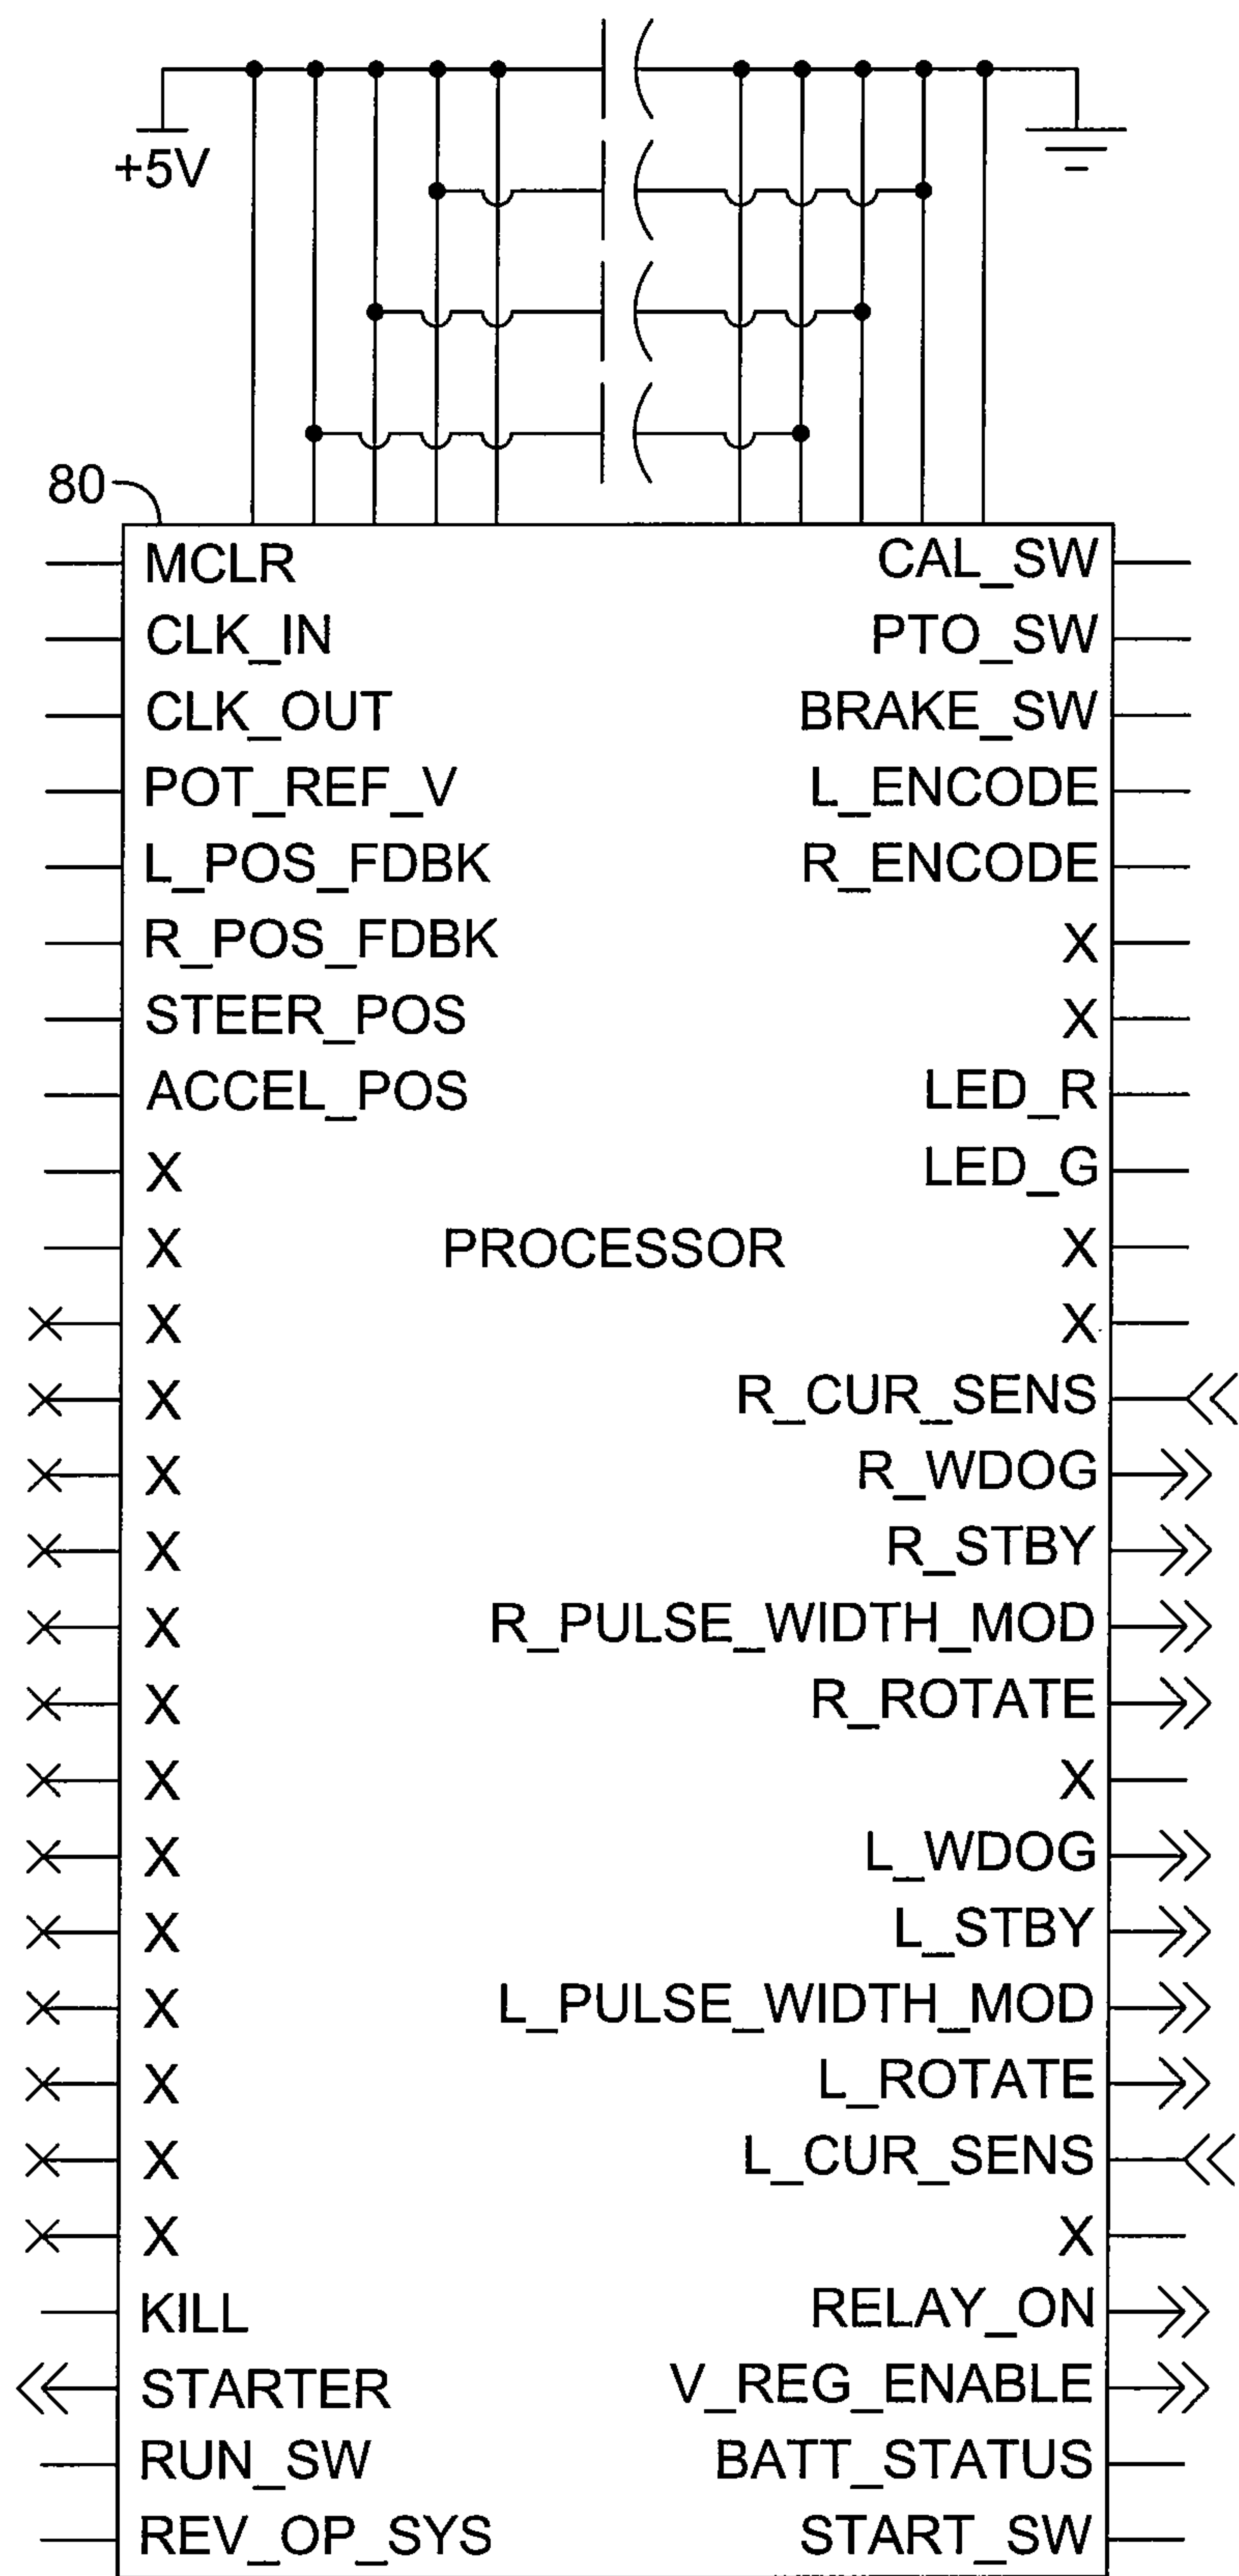 +5V
80
MCLR CAL_SW
CLK_IN PTO_SW
CLK_OUT BRAKE_SW
POT_REF_V L_ENCODE
L_POS_FDBK R_ENCODE
R_POS_FDBK X
STEER_POS X
ACCEL_POS LED_R
X LED_G
X PROCESSOR X
X X
X R_CUR_SENS
X R_WDOG
X R_STBY
X R_PULSE_WIDTH_MOD
X R_ROTATE
X X
X L_WDOG
X L_STBY
X L_PULSE_WIDTH_MOD
X L_ROTATE
X L_CUR_SENS
X X
KILL RELAY_ON
STARTER V_REG_ENABLE
RUN_SW BATT_STATUS
REV_OP_SYS START_SW